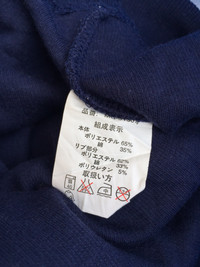 品番
組成表示
本体
ポリエステル 65%
綿 35%
リブ部分
ポリエステル 62%
綿 33%
ポリウレタン 5%
取扱い方